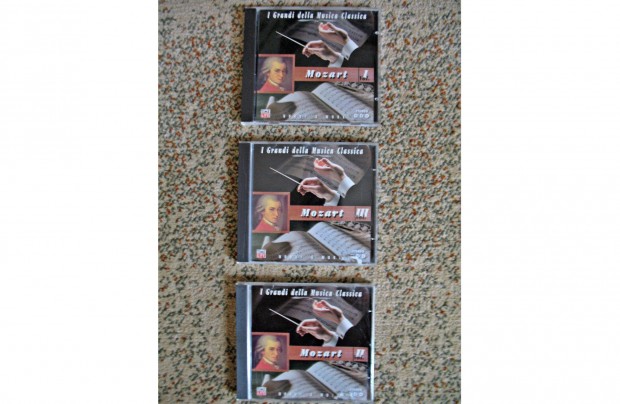 I Grandi della Musica Classica
Mozart I
I Grandi della Musica Classica
Mozart III
I Grandi della Musica Classica
Mozart II